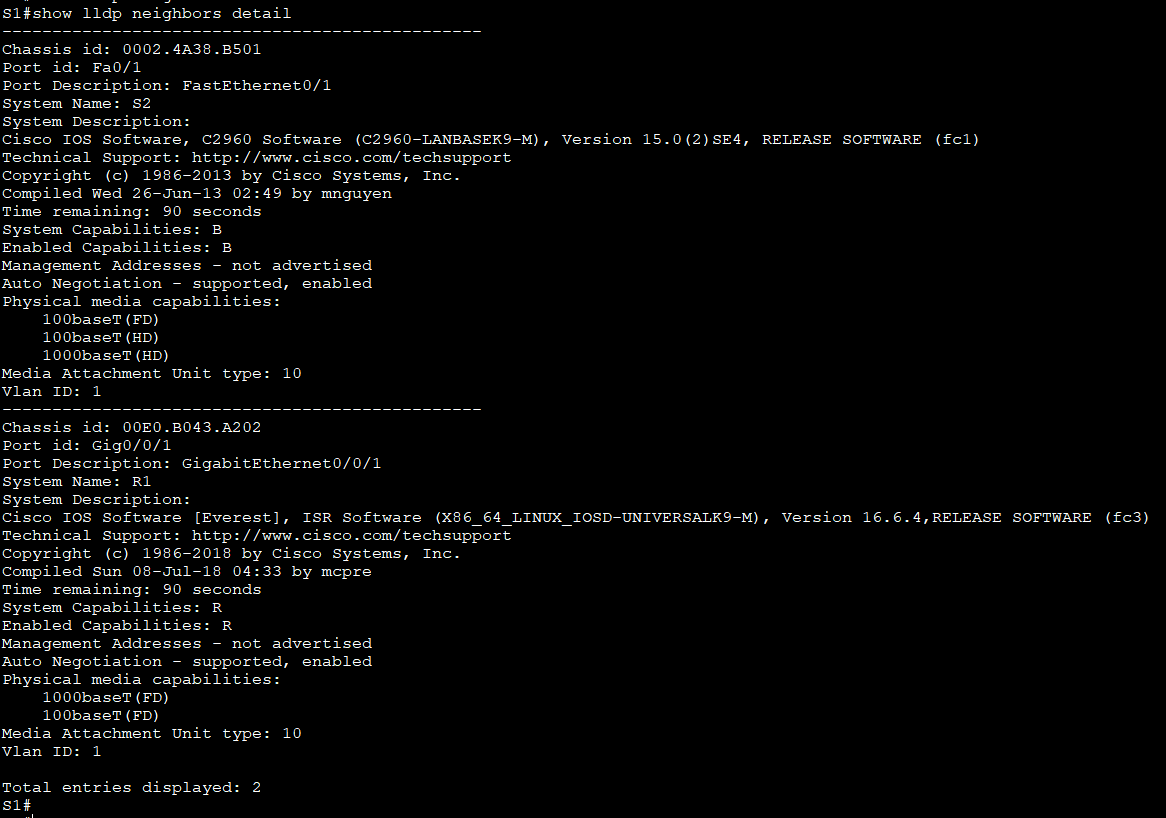 S1#show lldp neighbors detail
------------------------------------------------
Chassis id: 0002.4A38.B501
Port id: Fa0/1
Port Description: FastEthernet0/1
System Name: S2
System Description:
Cisco IOS Software, C2960 Software (C2960-LANBASEK9-M), Version 15.0(2)SE4, RELEASE SOFTWARE (fc1)
Technical Support: http://www.cisco.com/techsupport
Copyright (c) 1986-2013 by Cisco Systems, Inc.
Compiled Wed 26-Jun-13 02:49 by mnguyen
Time remaining: 90 seconds
System Capabilities: B
Enabled Capabilities: B
Management Addresses - not advertised
Auto Negotiation - supported, enabled
Physical media capabilities:
    100baseT(FD)
    100baseT(HD)
    1000baseT(HD)
Media Attachment Unit type: 10
Vlan ID: 1
------------------------------------------------
Chassis id: 00E0.B043.A202
Port id: Gig0/0/1
Port Description: GigabitEthernet0/0/1
System Name: R1
System Description:
Cisco IOS Software [Everest], ISR Software (X86_64_LINUX_IOSD-UNIVERSALK9-M), Version 16.6.4,RELEASE SOFTWARE (fc3)
Technical Support: http://www.cisco.com/techsupport
Copyright (c) 1986-2018 by Cisco Systems, Inc.
Compiled Sun 08-Jul-18 04:33 by mcpre
Time remaining: 90 seconds
System Capabilities: R
Enabled Capabilities: R
Management Addresses - not advertised
Auto Negotiation - supported, enabled
Physical media capabilities:
    1000baseT(FD)
    100baseT(FD)
Media Attachment Unit type: 10
Vlan ID: 1

Total entries displayed: 2
S1#